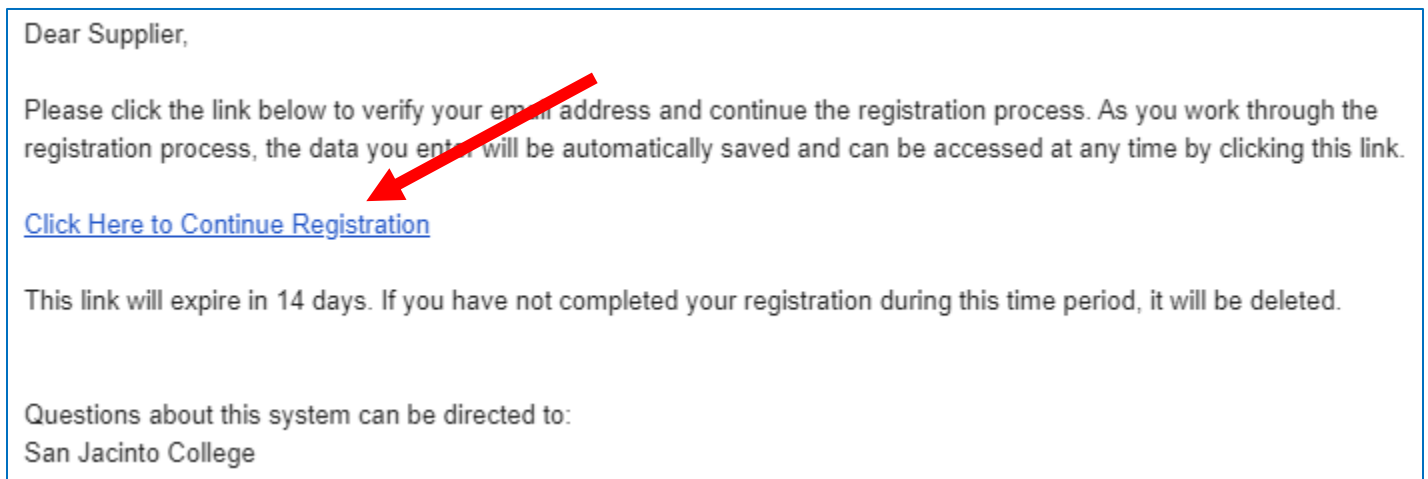 Dear Supplier,
Please click the link below to verify your email address and continue the registration process. As you work through the
registration process, the data you enter will be automatically saved and can be accessed at any time by clicking this link.
Click Here to Continue Registration
This link will expire in 14 days. If you have not completed your registration during this time period, it will be deleted.
Questions about this system can be directed to:
San Jacinto College